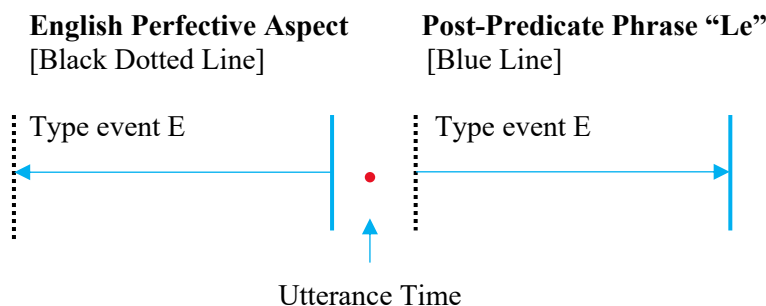 English Perfective Aspect Post-Predicate Phrase “Le”
[Black Dotted Line] [Blue Line]
Type event E Type event E
Utterance Time